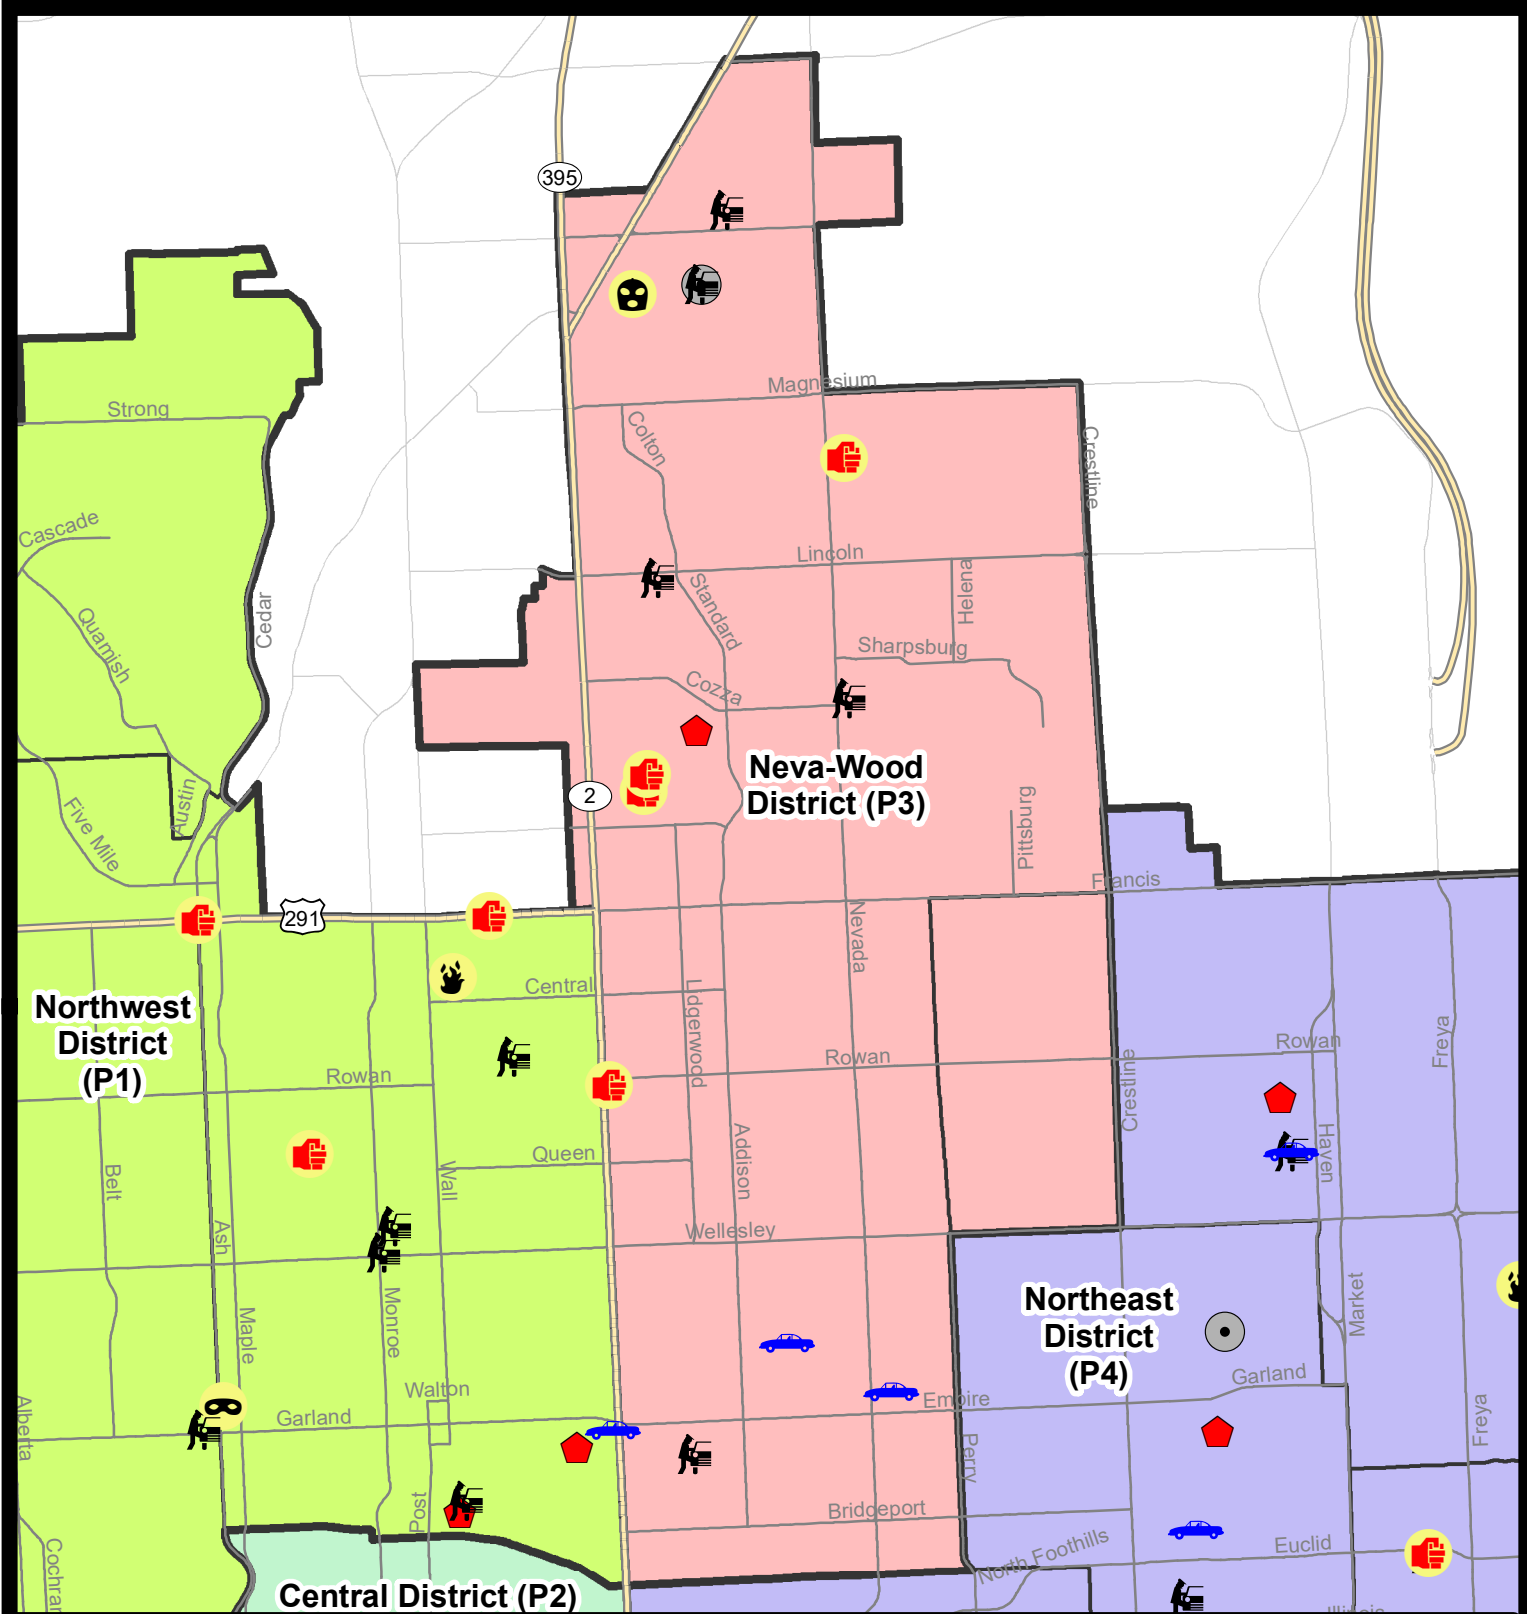 395
Magnesium
Strong
Colton
Crestline
Cascade
Lincoln
Helena
Standard
Quamish
Cedar
Sharpsburg
Cozza
Neva-Wood
District (P3)
2
Austin
Five Mile
Pittsburg
Francis
291
Nevada
Central
Lidgerwood
Northwest
District
(P1)
Rowan
Rowan
Rowan
Freya
Crestline
Queen
Addison
Haven
Belt
Wall
Ash
Wellesley
Monroe
Maple
Northeast
District
(P4)
Market
Garland
Walton
Garland
Empire
Alberta
Freya
Perry
Post
Bridgeport
Euclid
North Foothills
Cochran
Central District (P2)